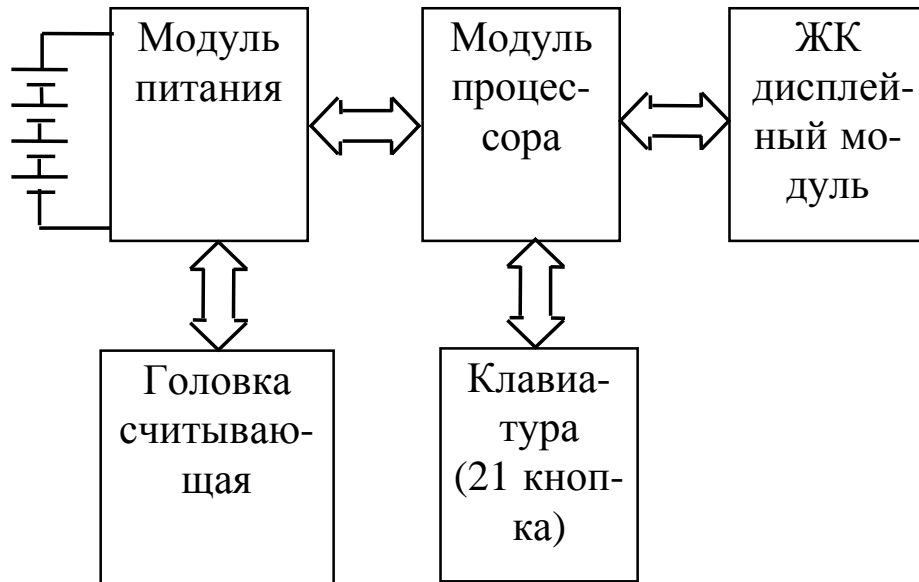 Модуль
питания
Модуль
процес-
сора
ЖК
дисплей-
ный мо-
дуль
Головка
считываю-
щая
Клавиа-
тура
(21 кноп-
ка)